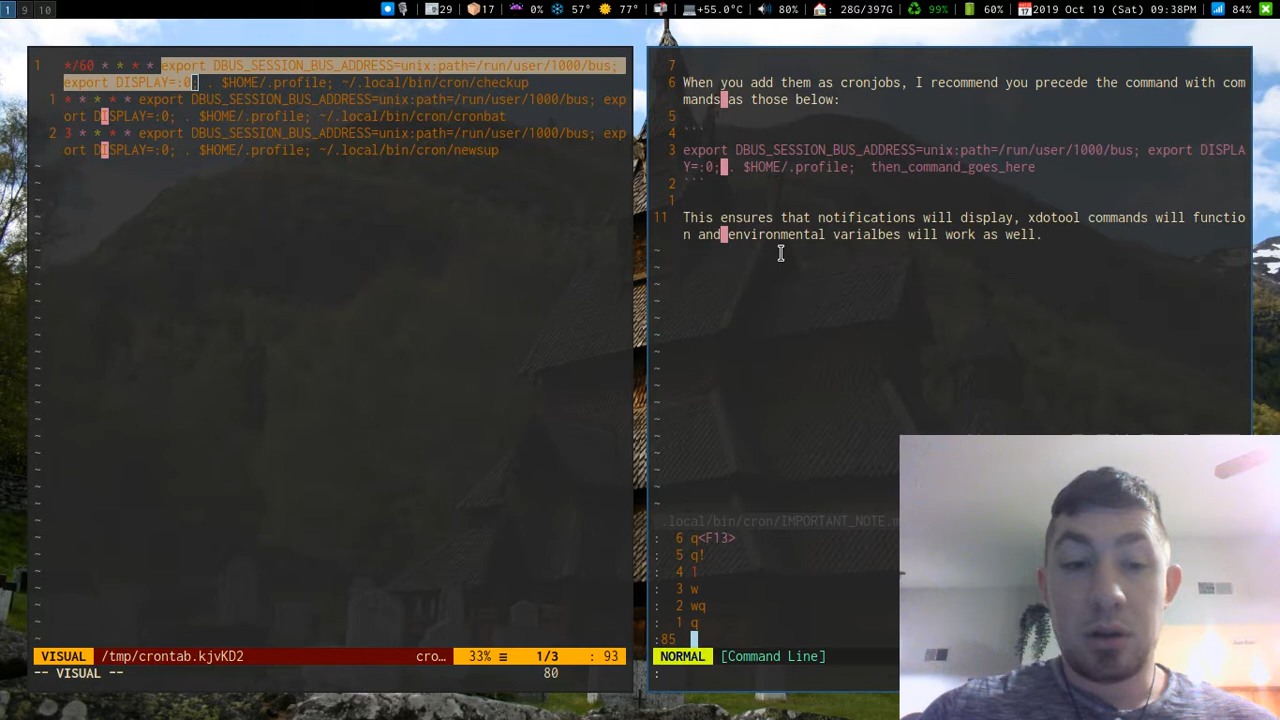 1 9 10 29 17 0% 57° 77° +55.0°C 80% : 28G/397G 99% 60% 2019 Oct 19 (Sat) 09:38PM 84%
1 */60 * * * * export DBUS_SESSION_BUS_ADDRESS=unix:path=/run/user/1000/bus;
export DISPLAY=:0; . $HOME/.profile; ~/.local/bin/cron/checkup
1 * * * * * export DBUS_SESSION_BUS_ADDRESS=unix:path=/run/user/1000/bus; exp
ort DISPLAY=:0; . $HOME/.profile; ~/.local/bin/cron/cronbat
2 3 * * * * export DBUS_SESSION_BUS_ADDRESS=unix:path=/run/user/1000/bus; exp
ort DISPLAY=:0; . $HOME/.profile; ~/.local/bin/cron/newsup
VISUAL /tmp/crontab.kjvKD2 cro… 33% ≡ 1/3 : 93
-- VISUAL -- 80
7
6 When you add them as cronjobs, I recommend you precede the command with com
mands as those below:
5
4 ```
3 export DBUS_SESSION_BUS_ADDRESS=unix:path=/run/user/1000/bus; export DISPLA
Y=:0; . $HOME/.profile;  then_command_goes_here
2 ```
1
11 This ensures that notifications will display, xdotool commands will functio
n and environmental varialbes will work as well.
.local/bin/cron/IMPORTANT_NOTE.m
: 6 q<F13>
: 5 q!
: 4 1
: 3 w
: 2 wq
: 1 q
:85
NORMAL [Command Line]
: